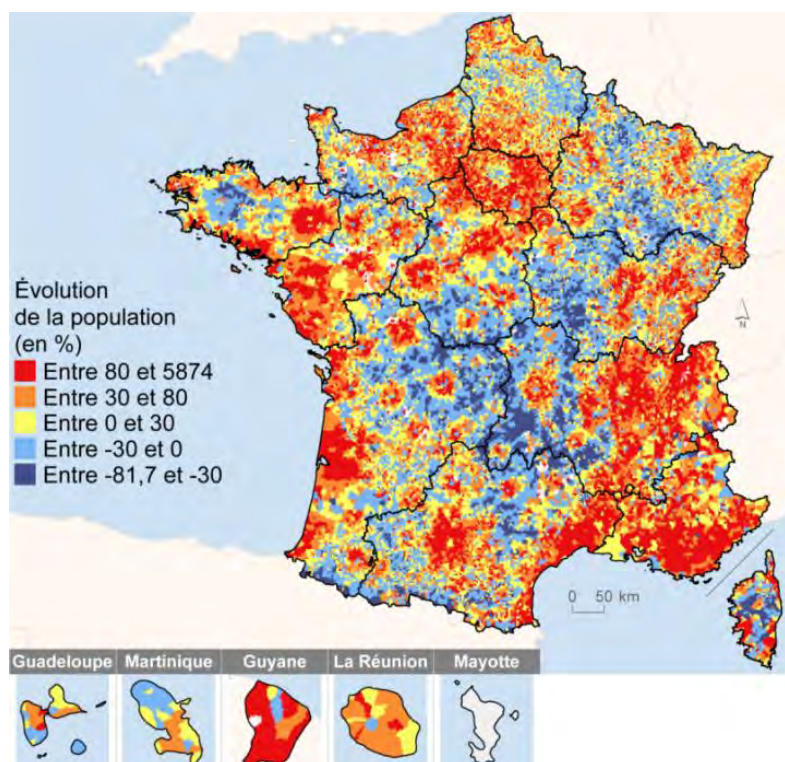 Évolution
de la population
(en %)
Entre 80 et 5874
Entre 30 et 80
Entre 0 et 30
Entre -30 et 0
Entre -81,7 et -30
N
0 50 km
Guadeloupe Martinique Guyane La Réunion Mayotte